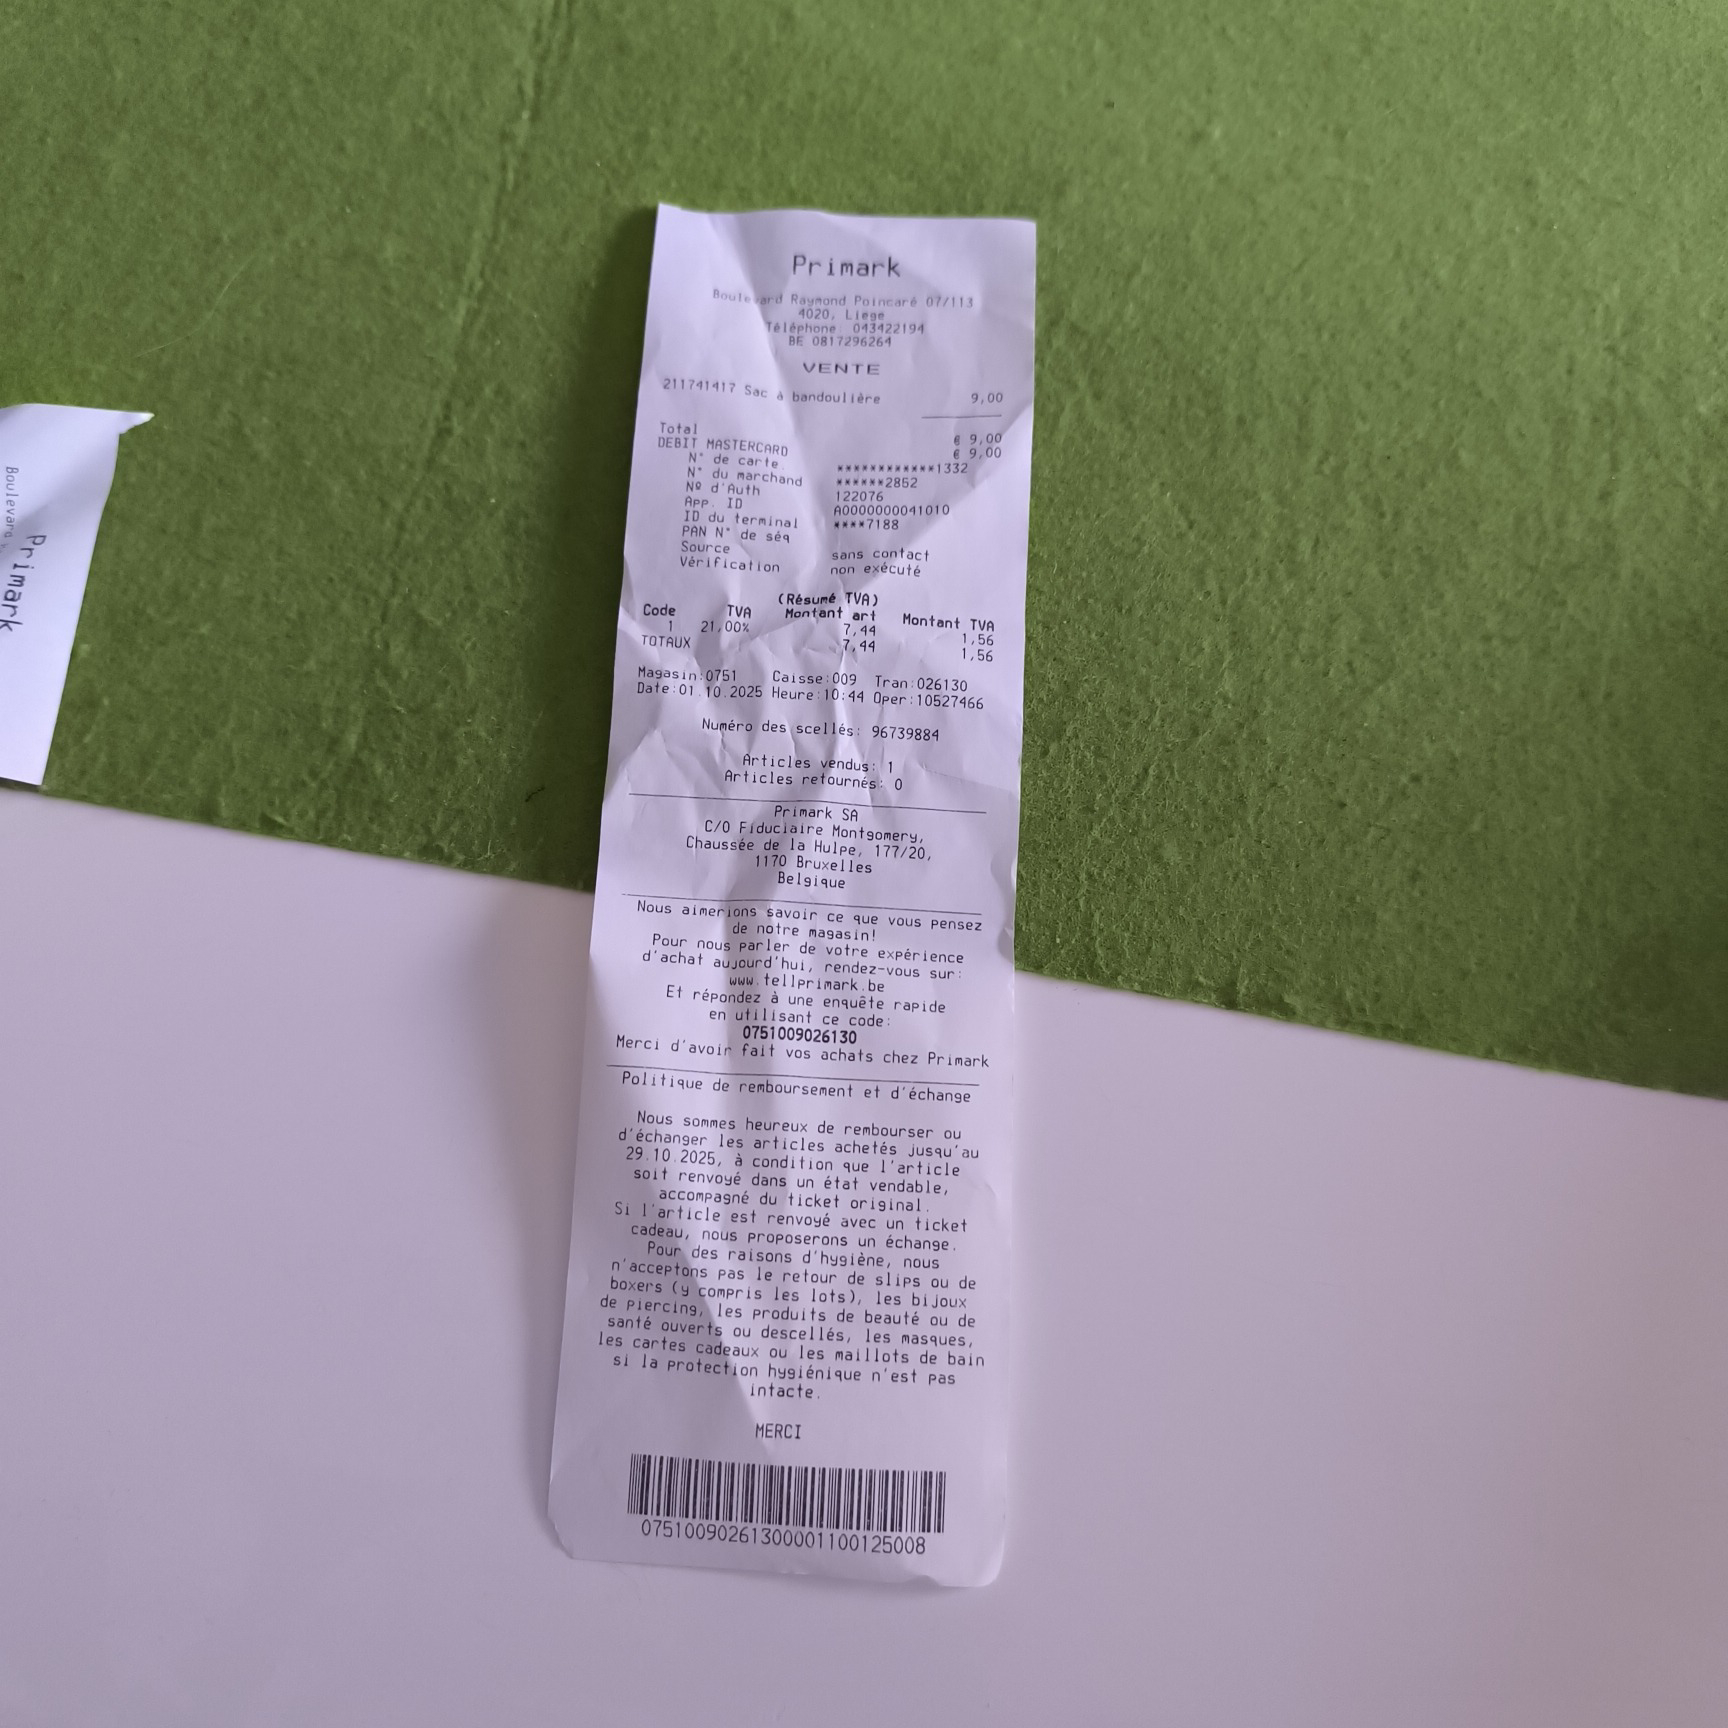 Primark
Boulevard Raymond Poincaré 07/113
4020, Liege
Téléphone: 043422194
BE 0817296264
VENTE
211741417 Sac à bandoulière 9,00
Total € 9,00
DEBIT MASTERCARD € 9,00
N° de carte. ************1332
N° du marchand ******2852
Nº d'Auth 122076
App. ID A0000000041010
ID du terminal ****7188
PAN N° de séq
Source sans contact
Vérification non exécuté
(Résumé TVA)
Code TVA Montant art Montant TVA
1 21,00% 7,44 1,56
TOTAUX 7,44 1,56
Magasin:0751 Caisse:009 Tran:026130
Date:01.10.2025 Heure:10:44 Oper:10527466
Numéro des scellés: 96739884
Articles vendus: 1
Articles retournés: 0
Primark SA
C/O Fiduciaire Montgomery,
Chaussée de la Hulpe, 177/20,
1170 Bruxelles
Belgique
Nous aimerions savoir ce que vous pensez
de notre magasin!
Pour nous parler de votre expérience
d'achat aujourd'hui, rendez-vous sur:
www.tellprimark.be
Et répondez à une enquête rapide
en utilisant ce code:
0751009026130
Merci d'avoir fait vos achats chez Primark
Politique de remboursement et d'échange
Nous sommes heureux de rembourser ou
d'échanger les articles achetés jusqu'au
29.10.2025, à condition que l'article
soit renvoyé dans un état vendable,
accompagné du ticket original.
Si l'article est renvoyé avec un ticket
cadeau, nous proposerons un échange.
Pour des raisons d'hygiène, nous
n'acceptons pas le retour de slips ou de
boxers (y compris les lots), les bijoux
de piercing, les produits de beauté ou de
santé ouverts ou descellés, les masques,
les cartes cadeaux ou les maillots de bain
si la protection hygiénique n'est pas
intacte.
MERCI
07510090261300001100125008
Primark
Boulevard